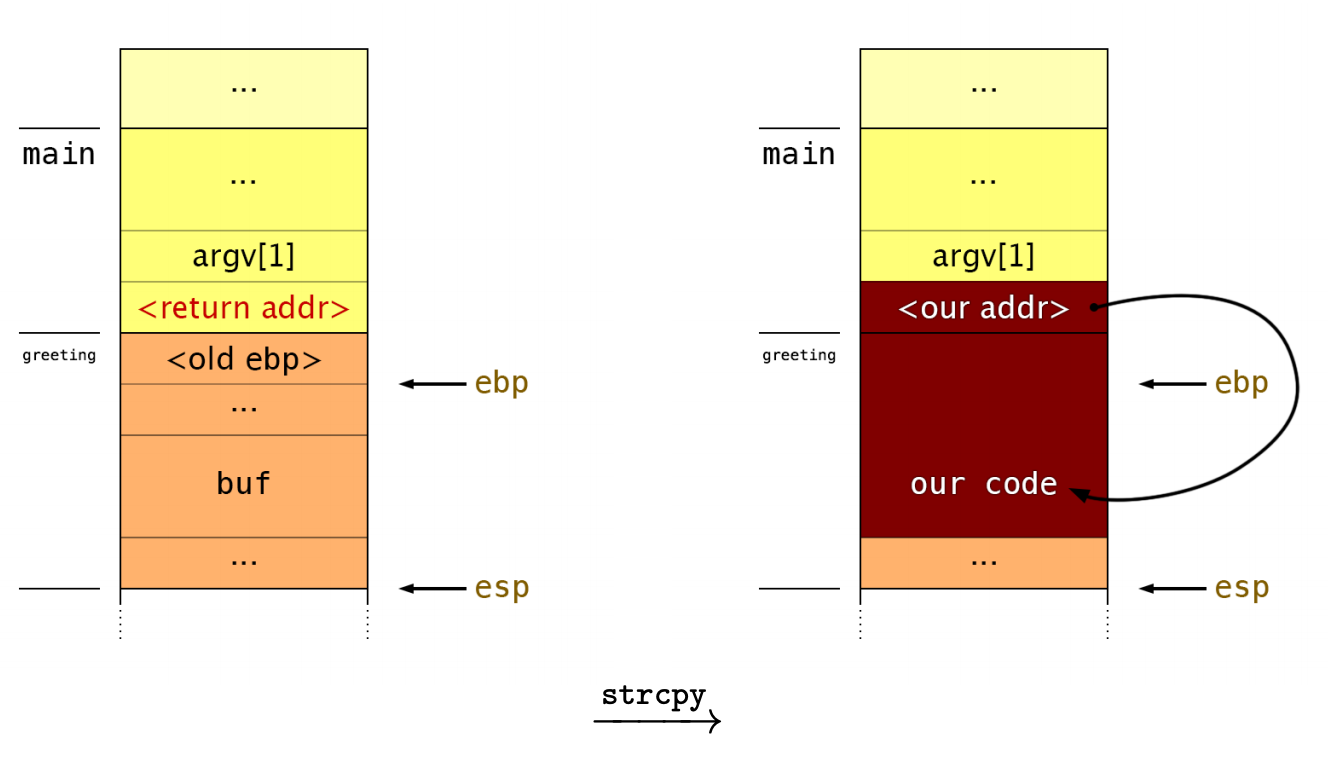 ...
main
...
argv[1]
<return addr>
greeting
<old ebp>
ebp
...
buf
...
esp
...
main
...
argv[1]
<our addr>
greeting
ebp
our code
...
esp
strcpy